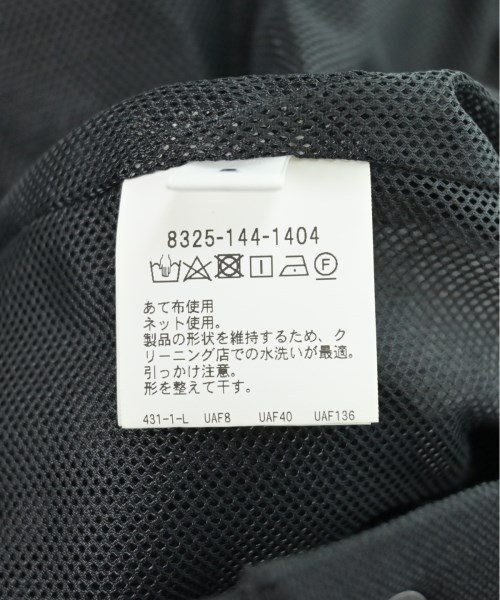 8325-144-1404
F
あて布使用
ネット使用。
製品の形状を維持するため、ク
リーニング店での水洗いが最適。
引っかけ注意。
形を整えて干す。
431-1-L UAF8 UAF40 UAF136